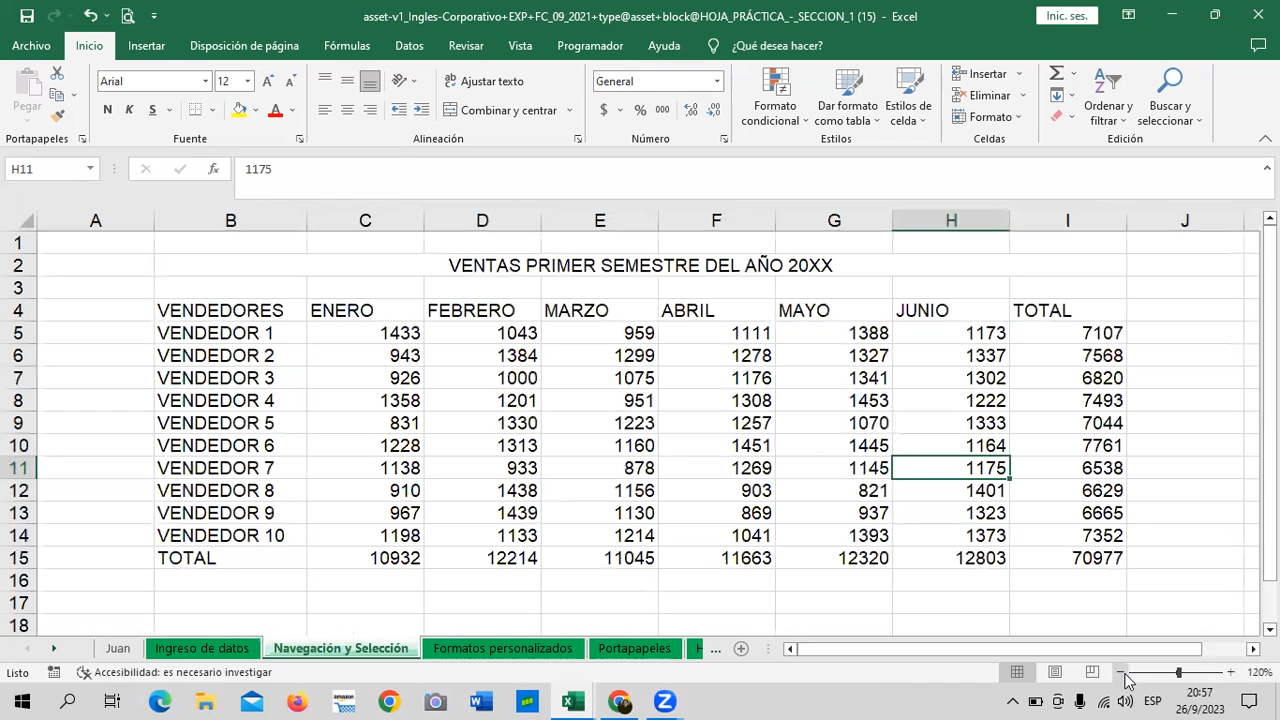 asset-v1_Ingles-Corporativo+EXP+FC_09_2021+type@asset+block@HOJA_PRÁCTICA_-_SECCION_1 (15) - Excel
Inic. ses.
Archivo Inicio Insertar Disposición de página Fórmulas Datos Revisar Vista Programador Ayuda ¿Qué desea hacer?
Pegar
Arial 12
N K S
Ajustar texto
Combinar y centrar
General
$ % 000
Formato condicional
Dar formato como tabla
Estilos de celda
Insertar
Eliminar
Formato
Ordenar y filtrar
Buscar y seleccionar
Portapapeles Fuente Alineación Número Estilos Celdas Edición
H11 fx 1175
A B C D E F G H I J
1
2 VENTAS PRIMER SEMESTRE DEL AÑO 20XX
3
4 VENDEDORES ENERO FEBRERO MARZO ABRIL MAYO JUNIO TOTAL
5 VENDEDOR 1 1433 1043 959 1111 1388 1173 7107
6 VENDEDOR 2 943 1384 1299 1278 1327 1337 7568
7 VENDEDOR 3 926 1000 1075 1176 1341 1302 6820
8 VENDEDOR 4 1358 1201 951 1308 1453 1222 7493
9 VENDEDOR 5 831 1330 1223 1257 1070 1333 7044
10 VENDEDOR 6 1228 1313 1160 1451 1445 1164 7761
11 VENDEDOR 7 1138 933 878 1269 1145 1175 6538
12 VENDEDOR 8 910 1438 1156 903 821 1401 6629
13 VENDEDOR 9 967 1439 1130 869 937 1323 6665
14 VENDEDOR 10 1198 1133 1214 1041 1393 1373 7352
15 TOTAL 10932 12214 11045 11663 12320 12803 70977
16
17
18
Juan Ingreso de datos Navegación y Selección Formatos personalizados Portapapeles ...
Listo Accesibilidad: es necesario investigar 120%
ESP 20:57
26/9/2023